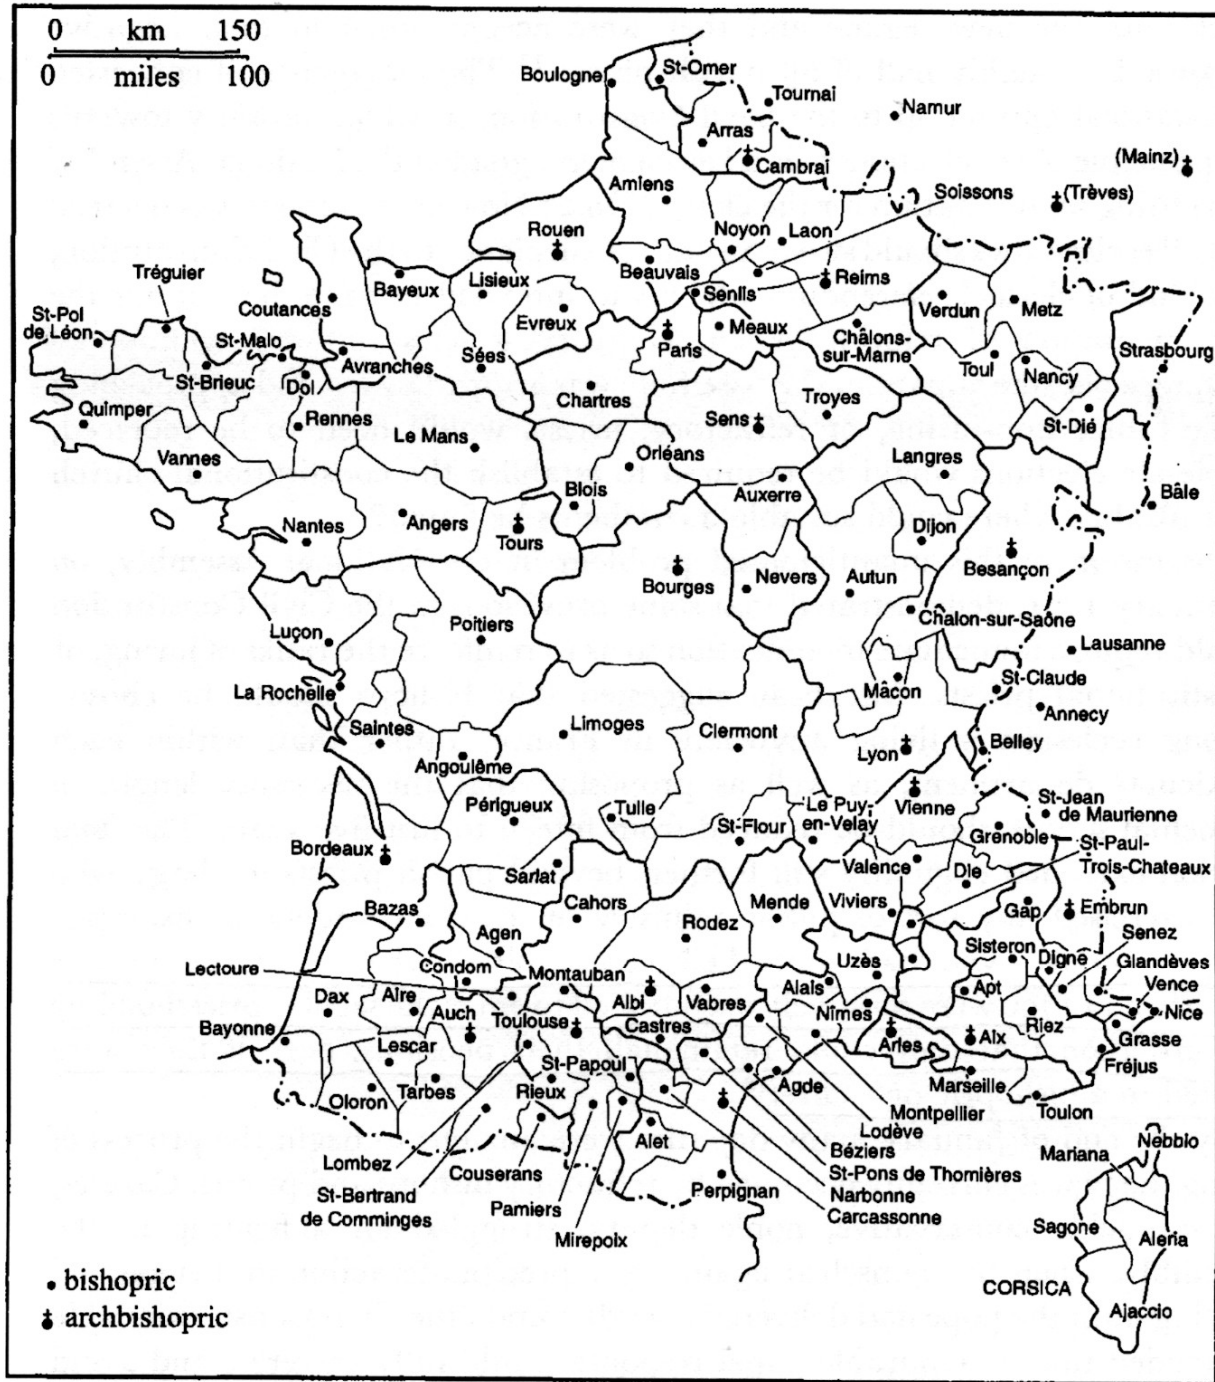 0 km 150
0 miles 100
Boulogne
St-Omer
Tournai
Namur
Arras
Cambrai
(Mainz)
(Trèves)
Amiens
Soissons
Rouen
Noyon
Laon
Beauvais
Reims
Tréguier
Coutances
Bayeux
Lisieux
Senlis
Verdun
Metz
St-Pol
de Léon
St-Malo
Evreux
Meaux
Châlons-
sur-Marne
Paris
Strasbourg
St-Brieuc
Dol
Avranches
Sées
Toul
Nancy
Quimper
Rennes
Chartres
Sens
Troyes
St-Dié
Vannes
Le Mans
Orléans
Langres
Auxerre
Bâle
Nantes
Angers
Blois
Tours
Dijon
Besançon
Bourges
Nevers
Autun
Chalon-sur-Saône
Luçon
Poitiers
Lausanne
La Rochelle
Mâcon
St-Claude
Annecy
Saintes
Limoges
Clermont
Lyon
Belley
Angoulême
Périgueux
Tulle
Le Puy-
en-Velay
St-Flour
Vienne
St-Jean
de Maurienne
Grenoble
St-Paul-
Trois-Chateaux
Bordeaux
Sarlat
Valence
Die
Bazas
Cahors
Rodez
Mende
Viviers
Gap
Embrun
Agen
Sisteron
Senez
Lectoure
Condom
Montauban
Uzès
Digne
Glandèves
Dax
Aire
Albi
Vabres
Alais
Apt
Vence
Bayonne
Auch
Toulouse
Castres
Nîmes
Riez
Nice
Lescar
Arles
Aix
Grasse
St-Papoul
Fréjus
Oloron
Tarbes
Rieux
Agde
Marseille
Toulon
Montpellier
Lodève
Alet
Béziers
Lombez
Couserans
St-Pons de Thomières
St-Bertrand
de Comminges
Pamiers
Perpignan
Narbonne
Carcassonne
Mirepoix
Nebbio
Mariana
Sagone
Aleria
CORSICA
Ajaccio
bishopric
archbishopric